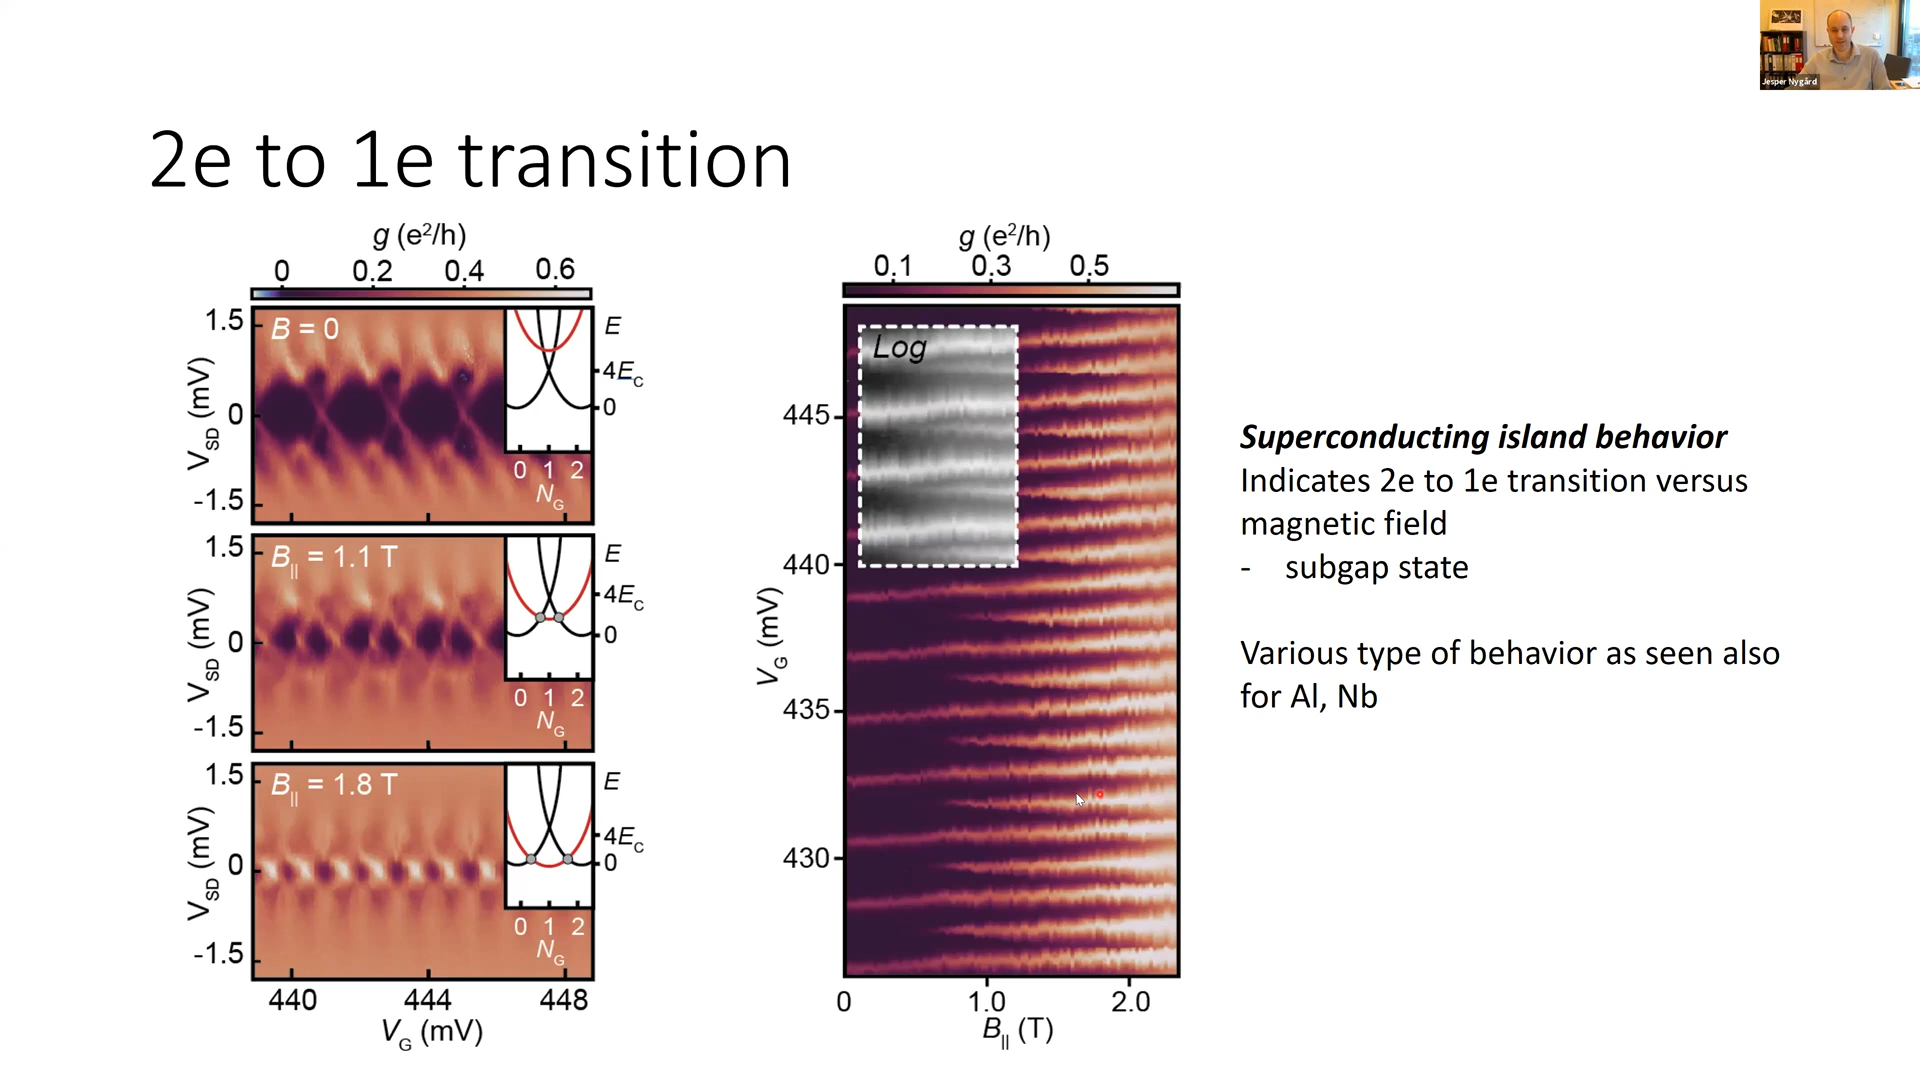 Jesper Nygård
2e to 1e transition
g (e²/h)
0 0.2 0.4 0.6
B = 0
1.5
0
-1.5
V_SD (mV)
E
4E_C
0
0 1 2
N_G
B_|| = 1.1 T
1.5
0
-1.5
V_SD (mV)
E
4E_C
0
0 1 2
N_G
B_|| = 1.8 T
1.5
0
-1.5
V_SD (mV)
E
4E_C
0
0 1 2
N_G
440 444 448
V_G (mV)
g (e²/h)
0.1 0.3 0.5
Log
445
440
435
430
V_G (mV)
0 1.0 2.0
B_|| (T)
Superconducting island behavior
Indicates 2e to 1e transition versus
magnetic field
- subgap state
Various type of behavior as seen also
for Al, Nb